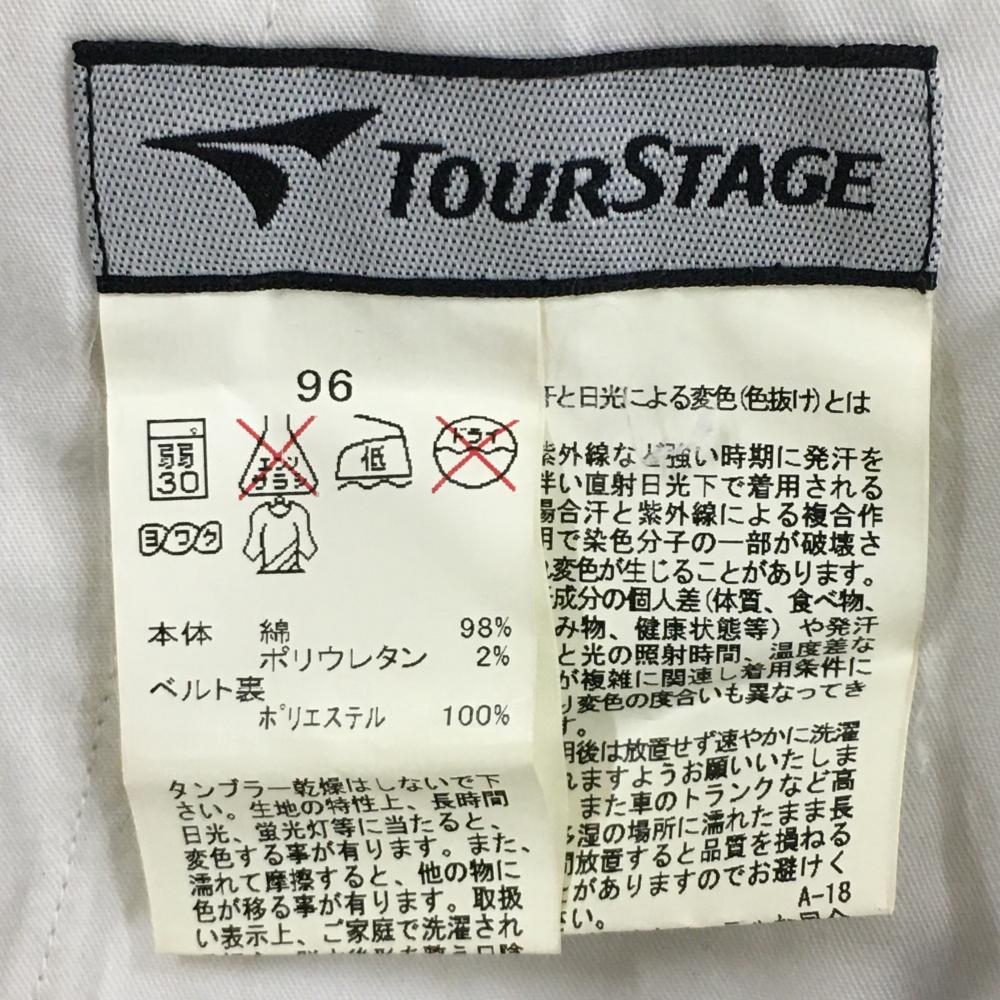 TOURSTAGE
96
弱
30
エンソ
サラシ
低
ドライ
ヨワク
本体 綿 98%
ポリウレタン 2%
ベルト裏
ポリエステル 100%
タンブラー乾燥はしないで下
さい。生地の特性上、長時間
日光、蛍光灯等に当たると、
変色する事が有ります。また、
濡れて摩擦すると、他の物に
色が移る事が有ります。取扱
い表示上、ご家庭で洗濯され
汗と日光による変色(色抜け)とは
紫外線など強い時期に発汗を
伴い直射日光下で着用される
場合汗と紫外線による複合作
用で染色分子の一部が破壊さ
れ変色が生じることがあります。
成分の個人差(体質、食べ物、
み物、健康状態等)や発汗
と光の照射時間、温度差な
が複雑に関連し着用条件に
り変色の度合いも異なってき
す。
用後は放置せず速やかに洗濯
れますようお願いいたしま
また車のトランクなど高
多湿の場所に濡れたまま長
間放置すると品質を損ねる
とがありますのでお避けく
さい。
A-18